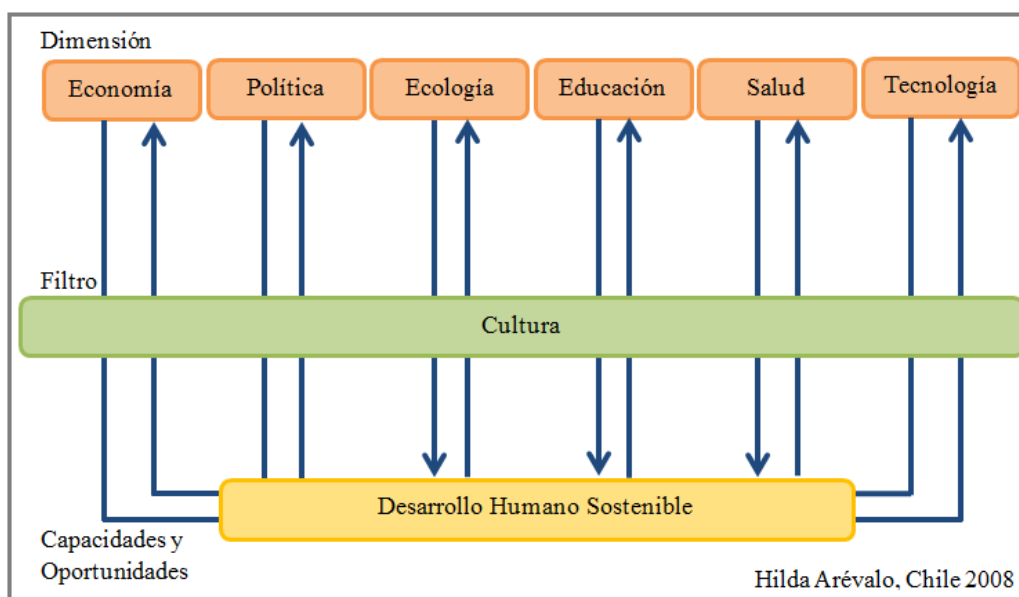 Dimensión
Economía
Política
Ecología
Educación
Salud
Tecnología
Filtro
Cultura
Desarrollo Humano Sostenible
Capacidades y
Oportunidades
Hilda Arévalo, Chile 2008